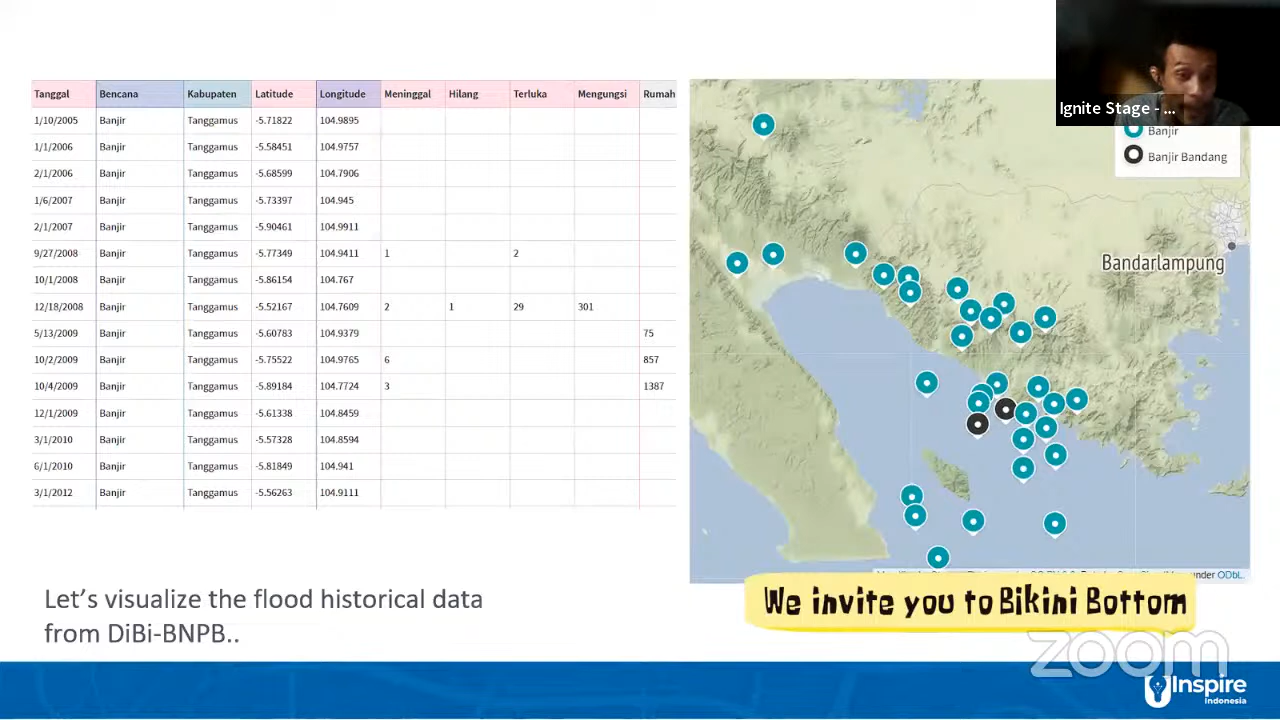 Ignite Stage - ...
Tanggal Bencana Kabupaten Latitude Longitude Meninggal Hilang Terluka Mengungsi Rumah
1/10/2005 Banjir Tanggamus -5.71822 104.9895
1/1/2006 Banjir Tanggamus -5.58451 104.9757
2/1/2006 Banjir Tanggamus -5.68599 104.7906
1/6/2007 Banjir Tanggamus -5.73397 104.945
2/1/2007 Banjir Tanggamus -5.90461 104.9911
9/27/2008 Banjir Tanggamus -5.77349 104.9411 1 2
10/1/2008 Banjir Tanggamus -5.86154 104.767
12/18/2008 Banjir Tanggamus -5.52167 104.7609 2 1 29 301
5/13/2009 Banjir Tanggamus -5.60783 104.9379 75
10/2/2009 Banjir Tanggamus -5.75522 104.9765 6 857
10/4/2009 Banjir Tanggamus -5.89184 104.7724 3 1387
12/1/2009 Banjir Tanggamus -5.61338 104.8459
3/1/2010 Banjir Tanggamus -5.57328 104.8594
6/1/2010 Banjir Tanggamus -5.81849 104.941
3/1/2012 Banjir Tanggamus -5.56263 104.9111
Banjir
Banjir Bandang
Bandarlampung
under ODbL.
Let's visualize the flood historical data
from DiBi-BNPB..
We invite you to Bikini Bottom
zoom
Inspire
Indonesia